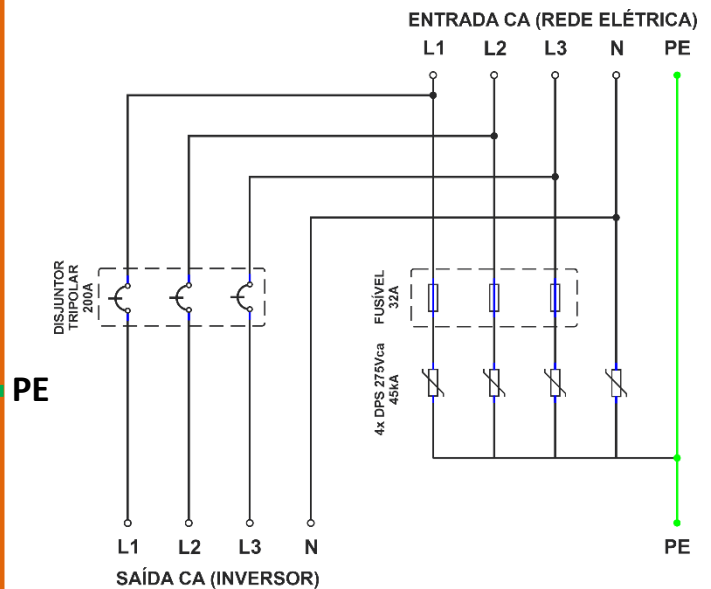 ENTRADA CA (REDE ELÉTRICA)
L1 L2 L3 N PE
DISJUNTOR
TRIPOLAR
200A
FUSÍVEL
32A
4x DPS 275Vca
45kA
PE
L1 L2 L3 N PE
SAÍDA CA (INVERSOR)